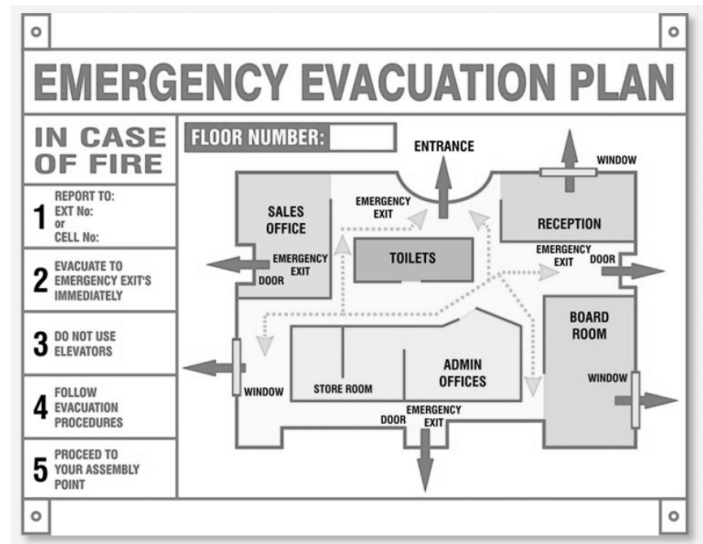 EMERGENCY EVACUATION PLAN
IN CASE
OF FIRE
1
REPORT TO:
EXT No:
or
CELL No:
2
EVACUATE TO
EMERGENCY EXIT'S
IMMEDIATELY
3
DO NOT USE
ELEVATORS
4
FOLLOW
EVACUATION
PROCEDURES
5
PROCEED TO
YOUR ASSEMBLY
POINT
FLOOR NUMBER:
ENTRANCE
WINDOW
EMERGENCY
EXIT
SALES
OFFICE
RECEPTION
TOILETS
EMERGENCY
EXIT
DOOR
EMERGENCY
EXIT
DOOR
BOARD
ROOM
WINDOW
STORE ROOM
ADMIN
OFFICES
WINDOW
DOOR
EMERGENCY
EXIT